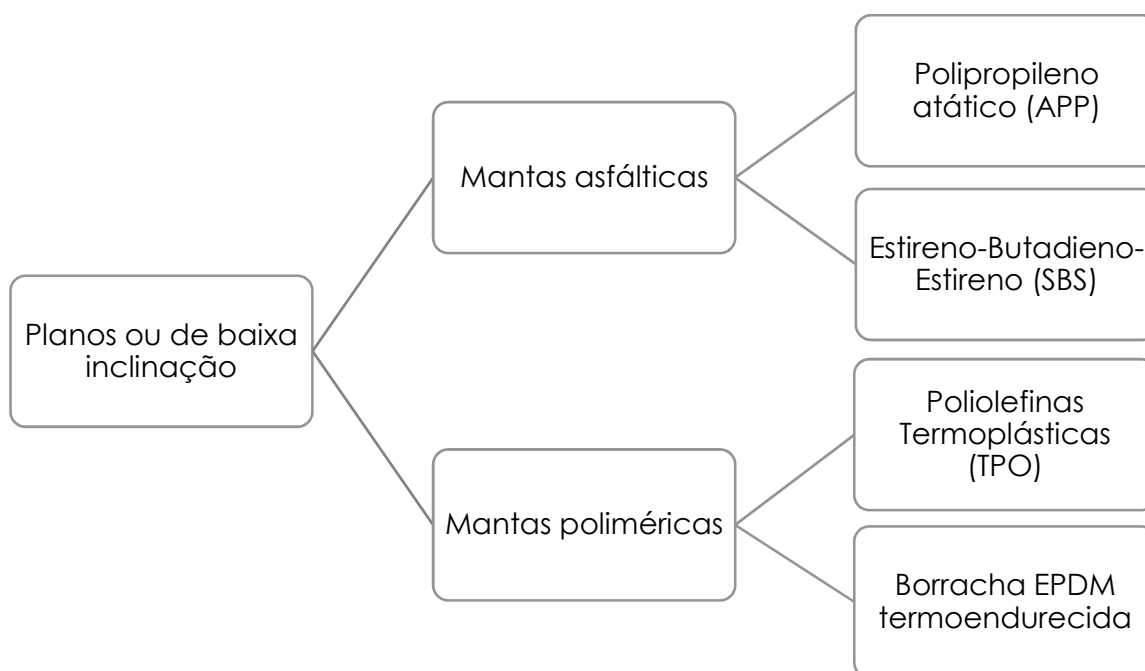 Planos ou de baixa
inclinação
Mantas asfálticas
Polipropileno
atático (APP)
Estireno-Butadieno-
Estireno (SBS)
Mantas poliméricas
Poliolefinas
Termoplásticas
(TPO)
Borracha EPDM
termoendurecida